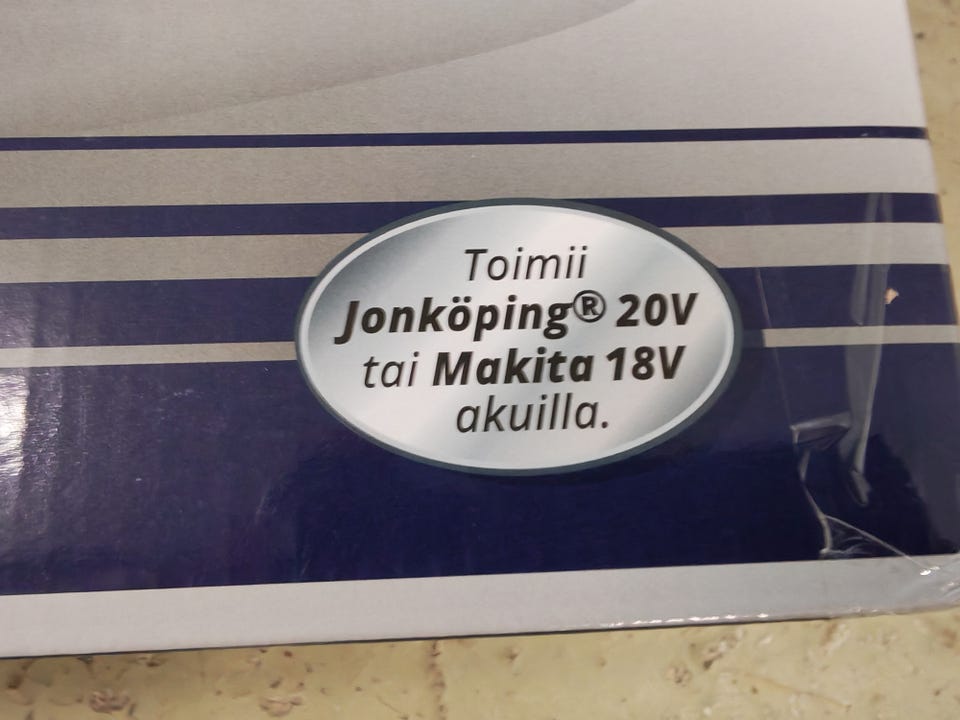 Toimii
Jonköping® 20V
tai Makita 18V
akuilla.